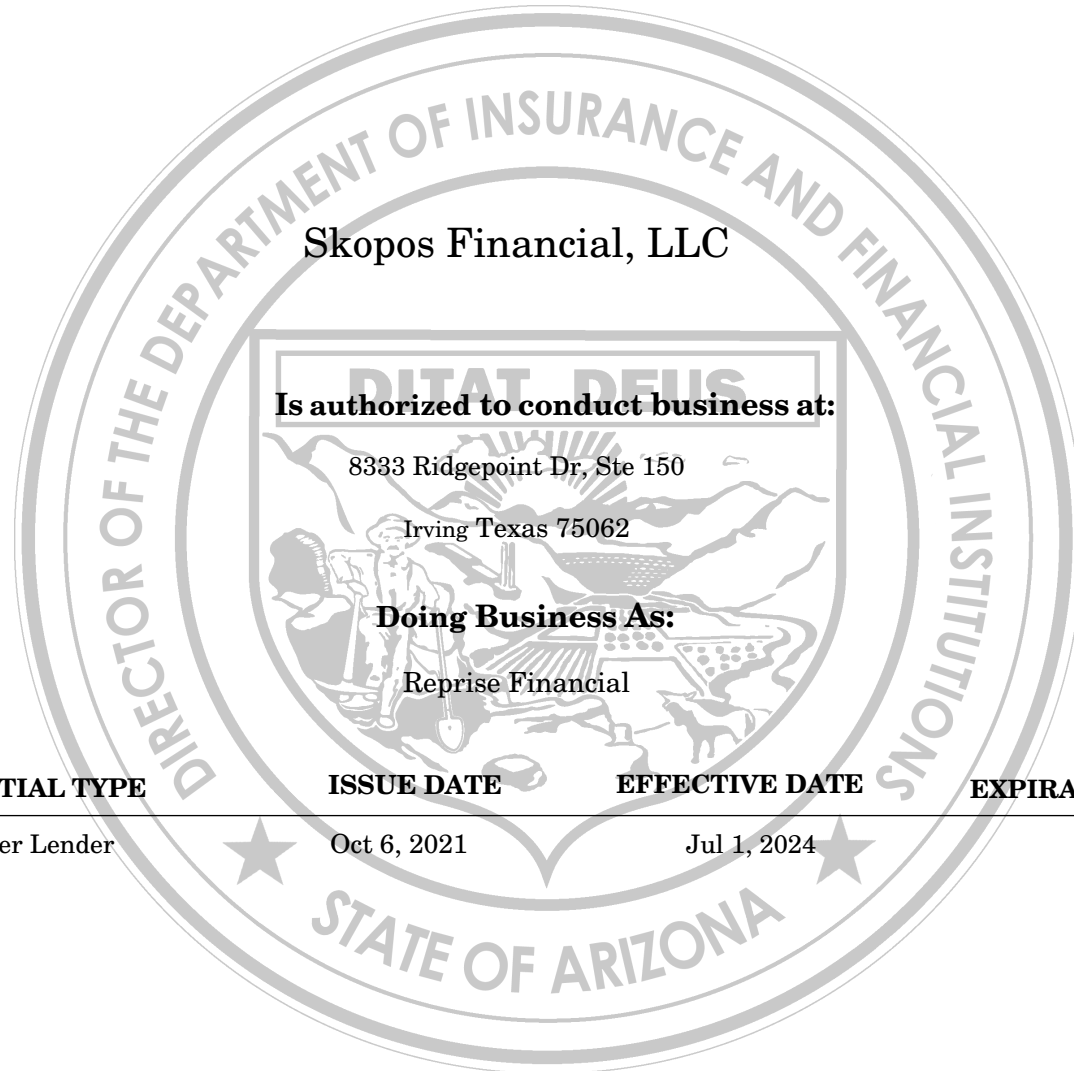 DIRECTOR OF THE DEPARTMENT OF INSURANCE AND FINANCIAL INSTITUTIONS
Skopos Financial, LLC
DITAT DEUS
Is authorized to conduct business at:
8333 Ridgepoint Dr, Ste 150
Irving Texas 75062
Doing Business As:
Reprise Financial
TIAL TYPE ISSUE DATE EFFECTIVE DATE EXPIRA
er Lender Oct 6, 2021 Jul 1, 2024
STATE OF ARIZONA